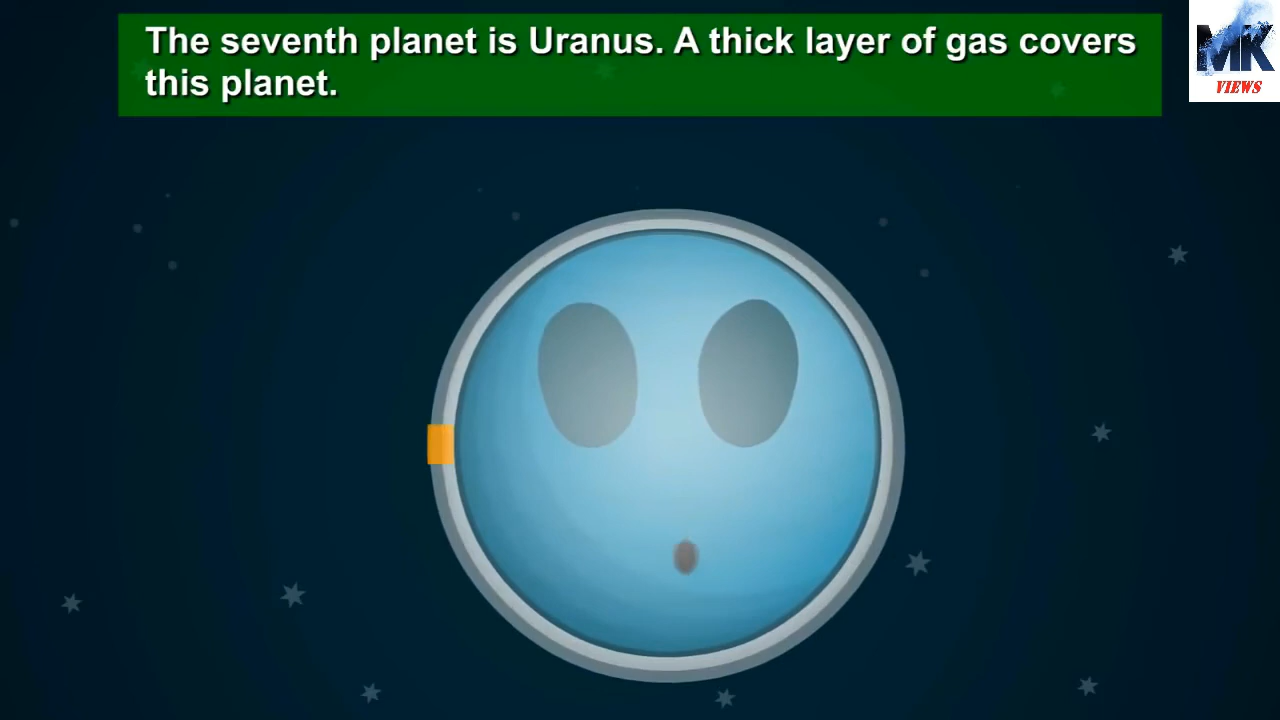 The seventh planet is Uranus. A thick layer of gas covers
this planet.
MK
VIEWS